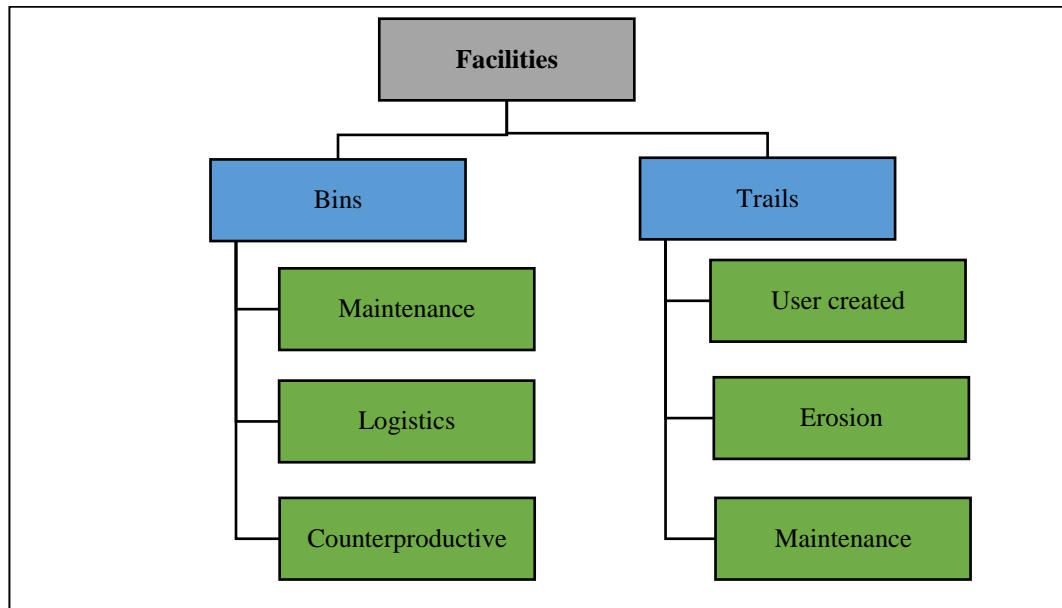 Facilities
Bins
Trails
Maintenance
Logistics
Counterproductive
User created
Erosion
Maintenance